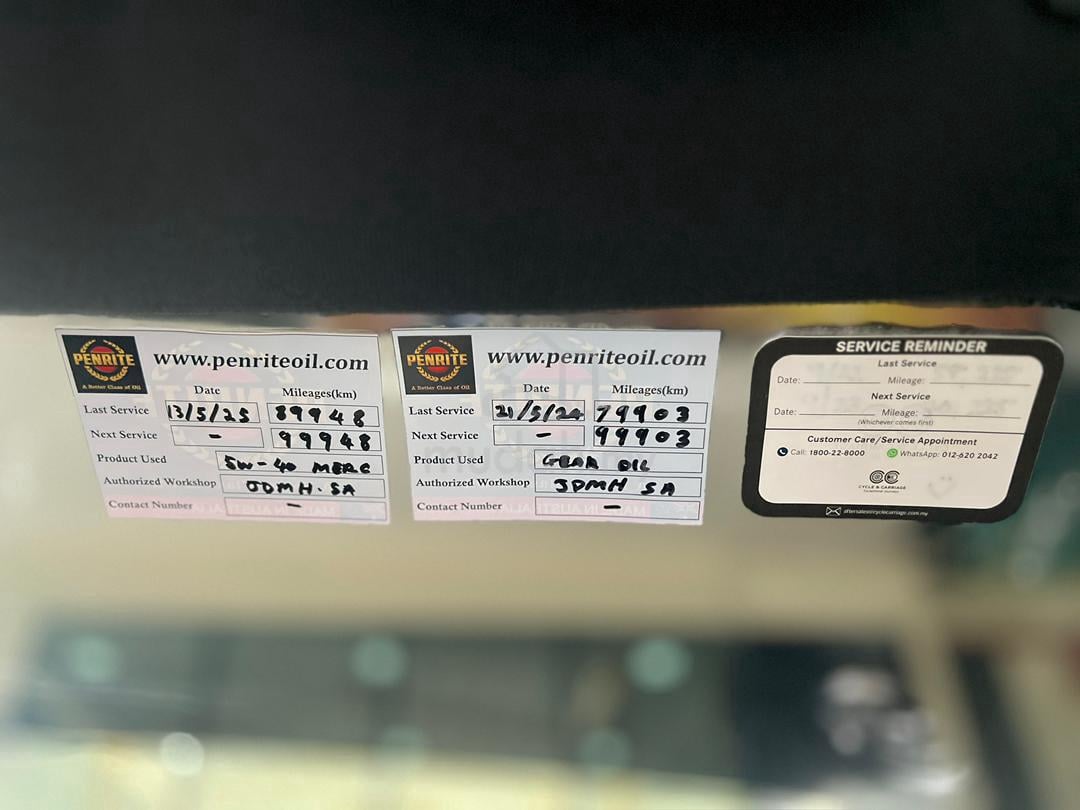 PENRITE
A Better Class of Oil
www.penriteoil.com
Date Mileages(km)
Last Service 13/5/25 89948
Next Service - 99948
Product Used 5W-40 MERC
Authorized Workshop JDMH. SA
Contact Number -
PENRITE
A Better Class of Oil
www.penriteoil.com
Date Mileages(km)
Last Service 21/5/24 79903
Next Service - 99903
Product Used GEAR OIL
Authorized Workshop JDMH SA
Contact Number -
SERVICE REMINDER
Last Service
Date: Mileage:
Next Service
Date: Mileage:
(Whichever comes first)
Customer Care/Service Appointment
Call: 1800-22-8000 WhatsApp: 012-620 2042
CYCLE & CARRIAGE
aftersales@cyclecarriage.com.my